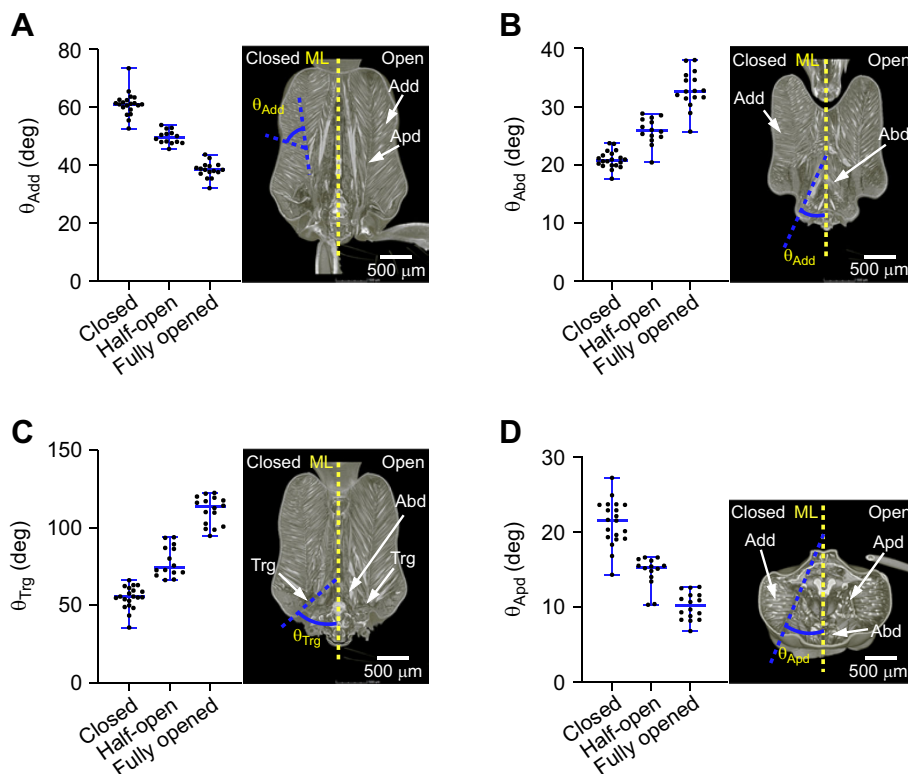 A
θAdd (deg)
80
60
40
20
0
Closed
Half-open
Fully opened
Closed ML Open
θAdd
Add
Apd
500 μm
B
θAbd (deg)
40
30
20
10
0
Closed
Half-open
Fully opened
Closed ML Open
Add
Abd
θAdd
500 μm
C
θTrg (deg)
150
100
50
0
Closed
Half-open
Fully opened
Closed ML Open
Abd
Trg
Trg
θTrg
500 μm
D
θApd (deg)
30
20
10
0
Closed
Half-open
Fully opened
Closed ML Open
Add
Apd
Abd
θApd
500 μm